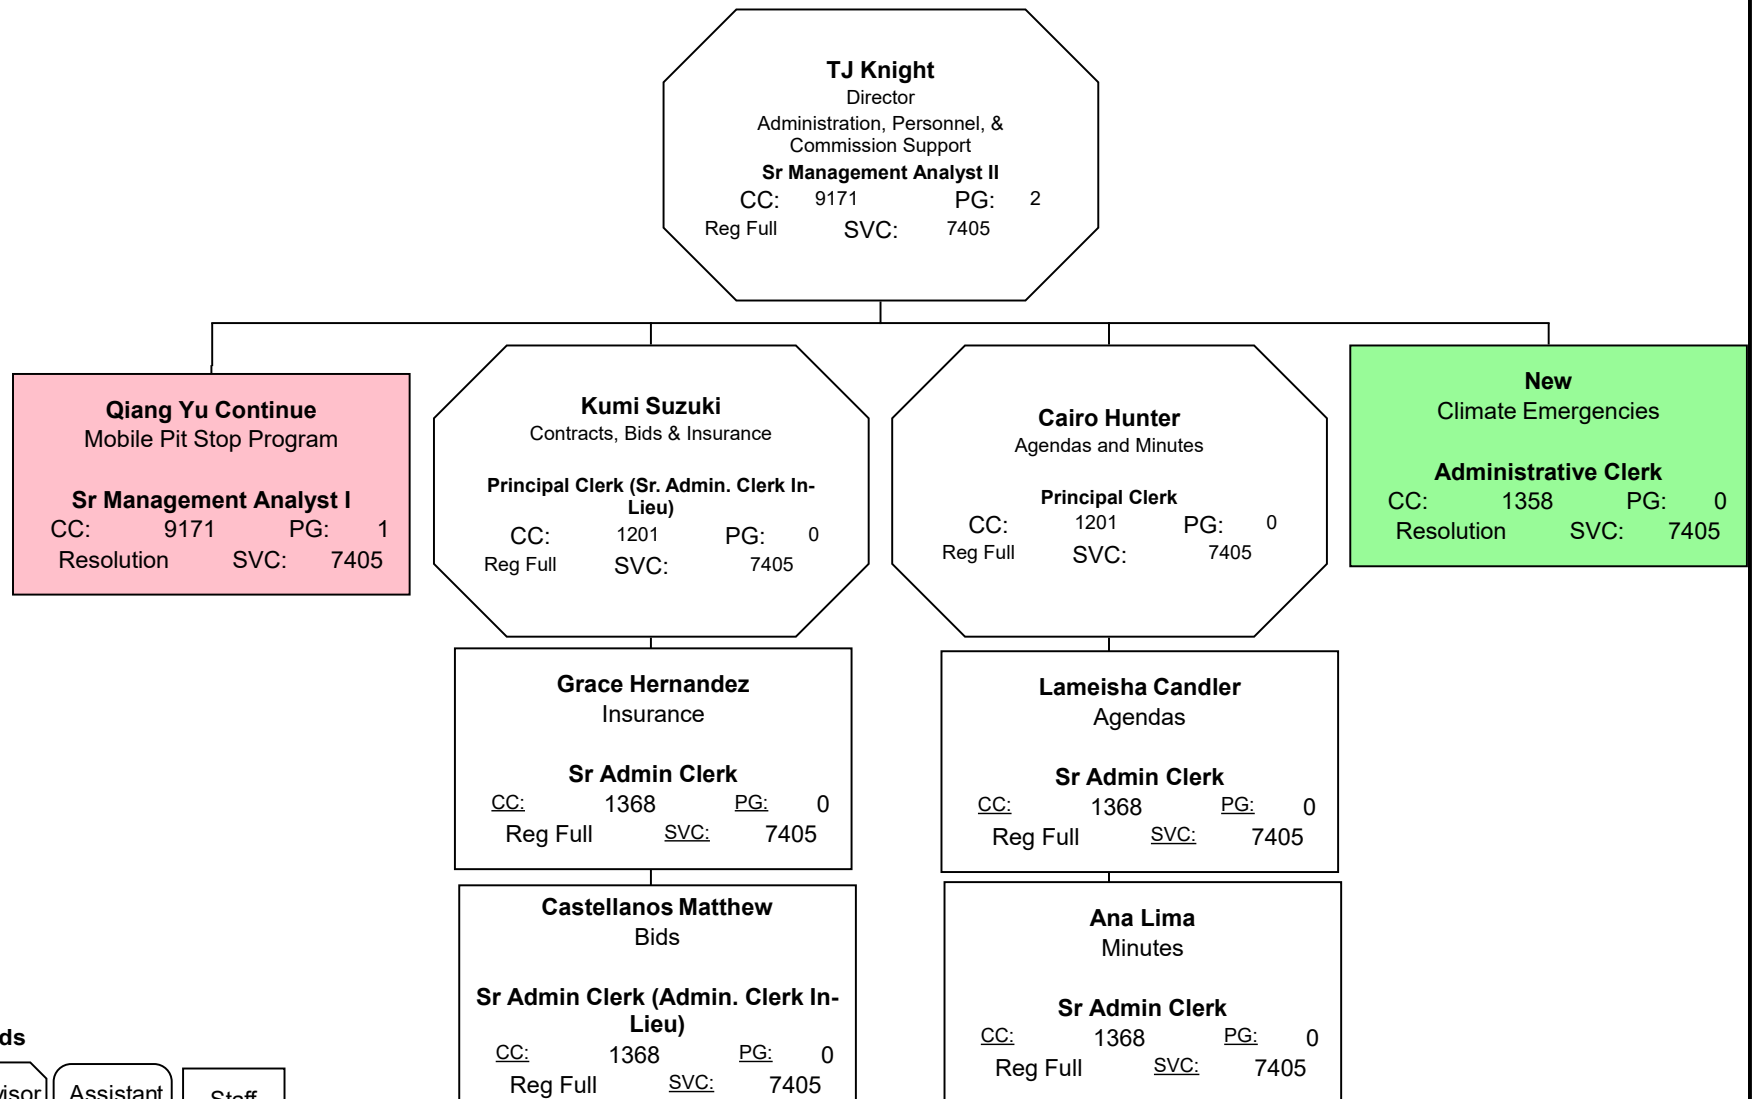 TJ Knight
Director
Administration, Personnel, &
Commission Support
Sr Management Analyst II
CC: 9171 PG: 2
Reg Full SVC: 7405
Qiang Yu Continue
Mobile Pit Stop Program
Sr Management Analyst I
CC: 9171 PG: 1
Resolution SVC: 7405
Kumi Suzuki
Contracts, Bids & Insurance
Principal Clerk (Sr. Admin. Clerk In-
Lieu)
CC: 1201 PG: 0
Reg Full SVC: 7405
Cairo Hunter
Agendas and Minutes
Principal Clerk
CC: 1201 PG: 0
Reg Full SVC: 7405
New
Climate Emergencies
Administrative Clerk
CC: 1358 PG: 0
Resolution SVC: 7405
Grace Hernandez
Insurance
Sr Admin Clerk
CC: 1368 PG: 0
Reg Full SVC: 7405
Lameisha Candler
Agendas
Sr Admin Clerk
CC: 1368 PG: 0
Reg Full SVC: 7405
Castellanos Matthew
Bids
Sr Admin Clerk (Admin. Clerk In-
Lieu)
CC: 1368 PG: 0
Reg Full SVC: 7405
Ana Lima
Minutes
Sr Admin Clerk
CC: 1368 PG: 0
Reg Full SVC: 7405
ds
visor
Assistant
Staff